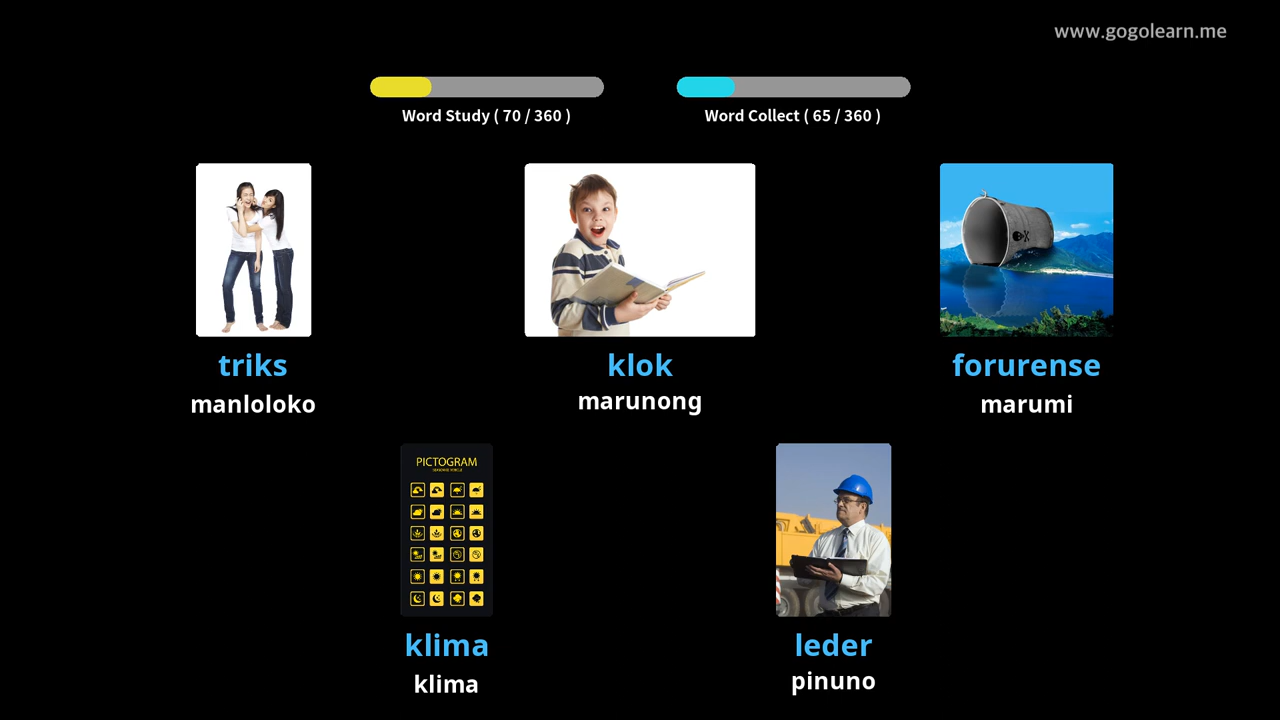 www.gogolearn.me
Word Study ( 70 / 360 )
Word Collect ( 65 / 360 )
triks
manloloko
klok
marunong
forurense
marumi
PICTOGRAM
klima
klima
leder
pinuno